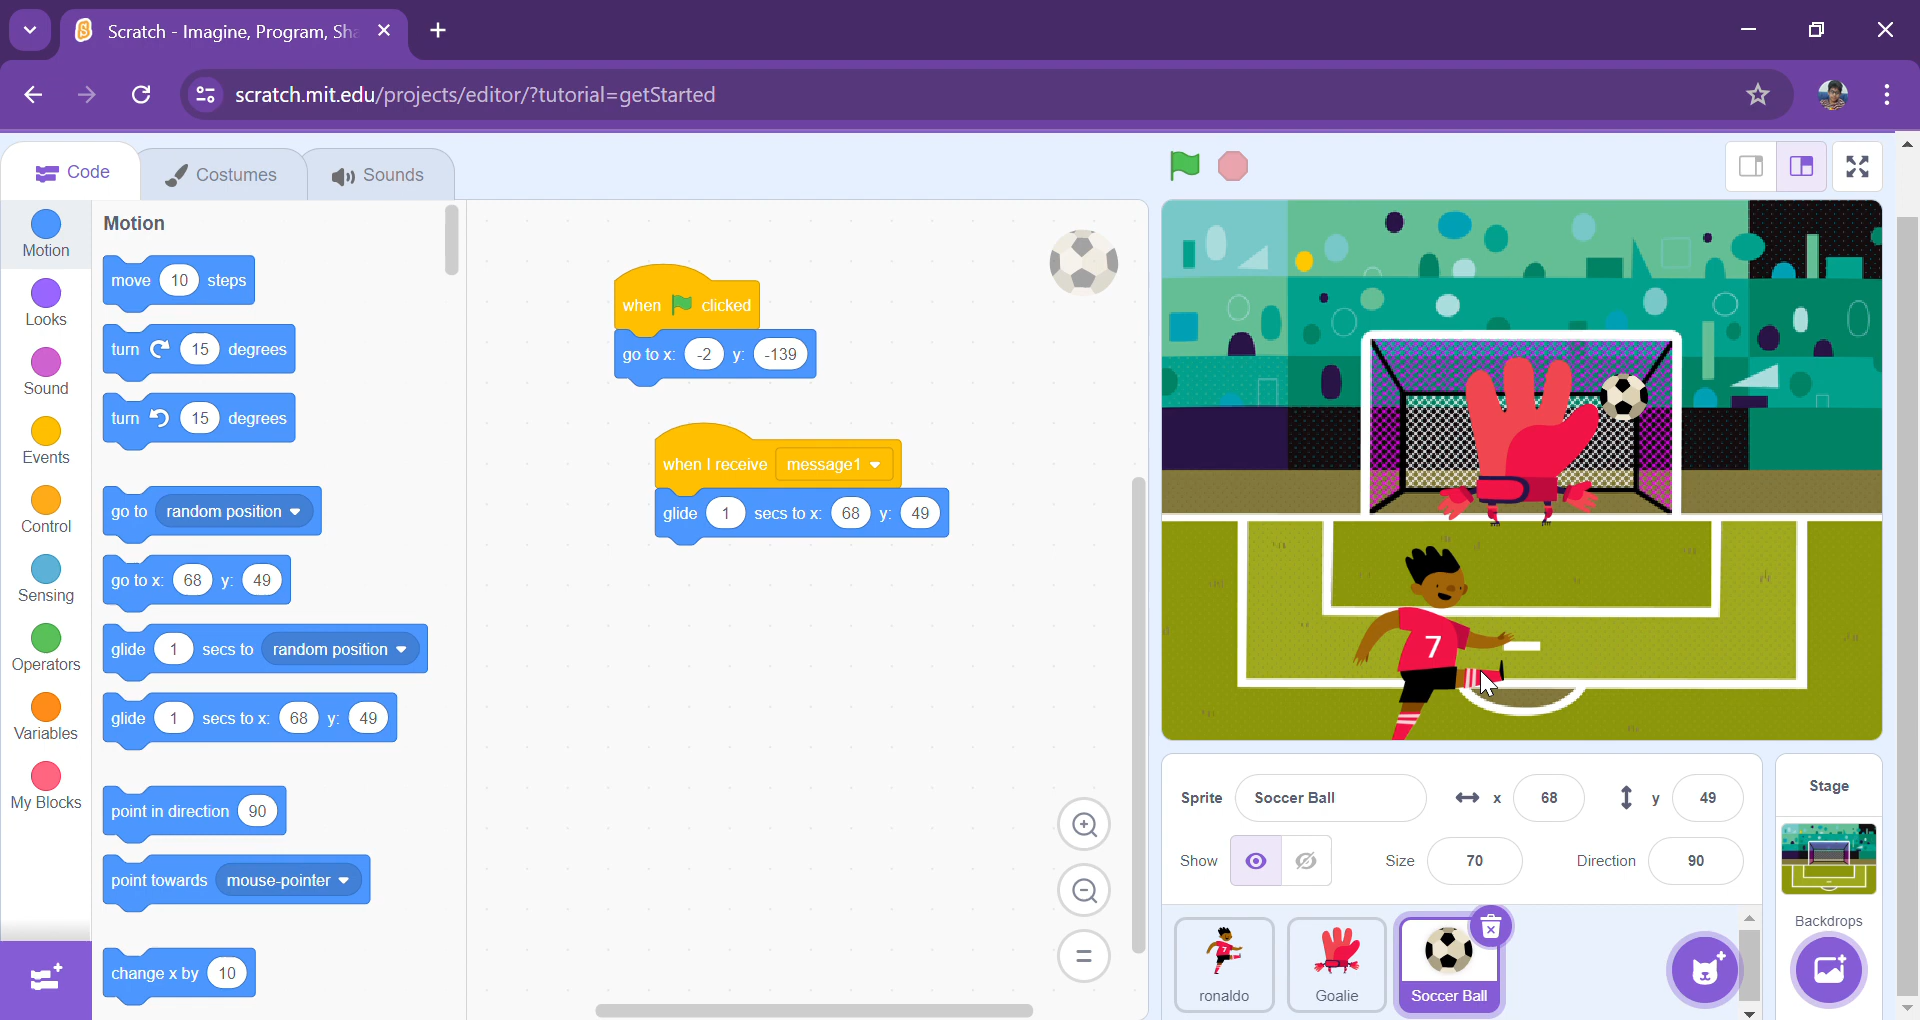 Scratch - Imagine, Program, Sha
scratch.mit.edu/projects/editor/?tutorial=getStarted
Code
Costumes
Sounds
Motion
Looks
Sound
Events
Control
Sensing
Operators
Variables
My Blocks
Motion
move 10 steps
turn 15 degrees
turn 15 degrees
go to random position
go to x: 68 y: 49
glide 1 secs to random position
glide 1 secs to x: 68 y: 49
point in direction 90
point towards mouse-pointer
change x by 10
when clicked
go to x: -2 y: -139
when I receive message1
glide 1 secs to x: 68 y: 49
7
Sprite Soccer Ball x 68 y 49
Show Size 70 Direction 90
ronaldo
Goalie
Soccer Ball
Stage
Backdrops